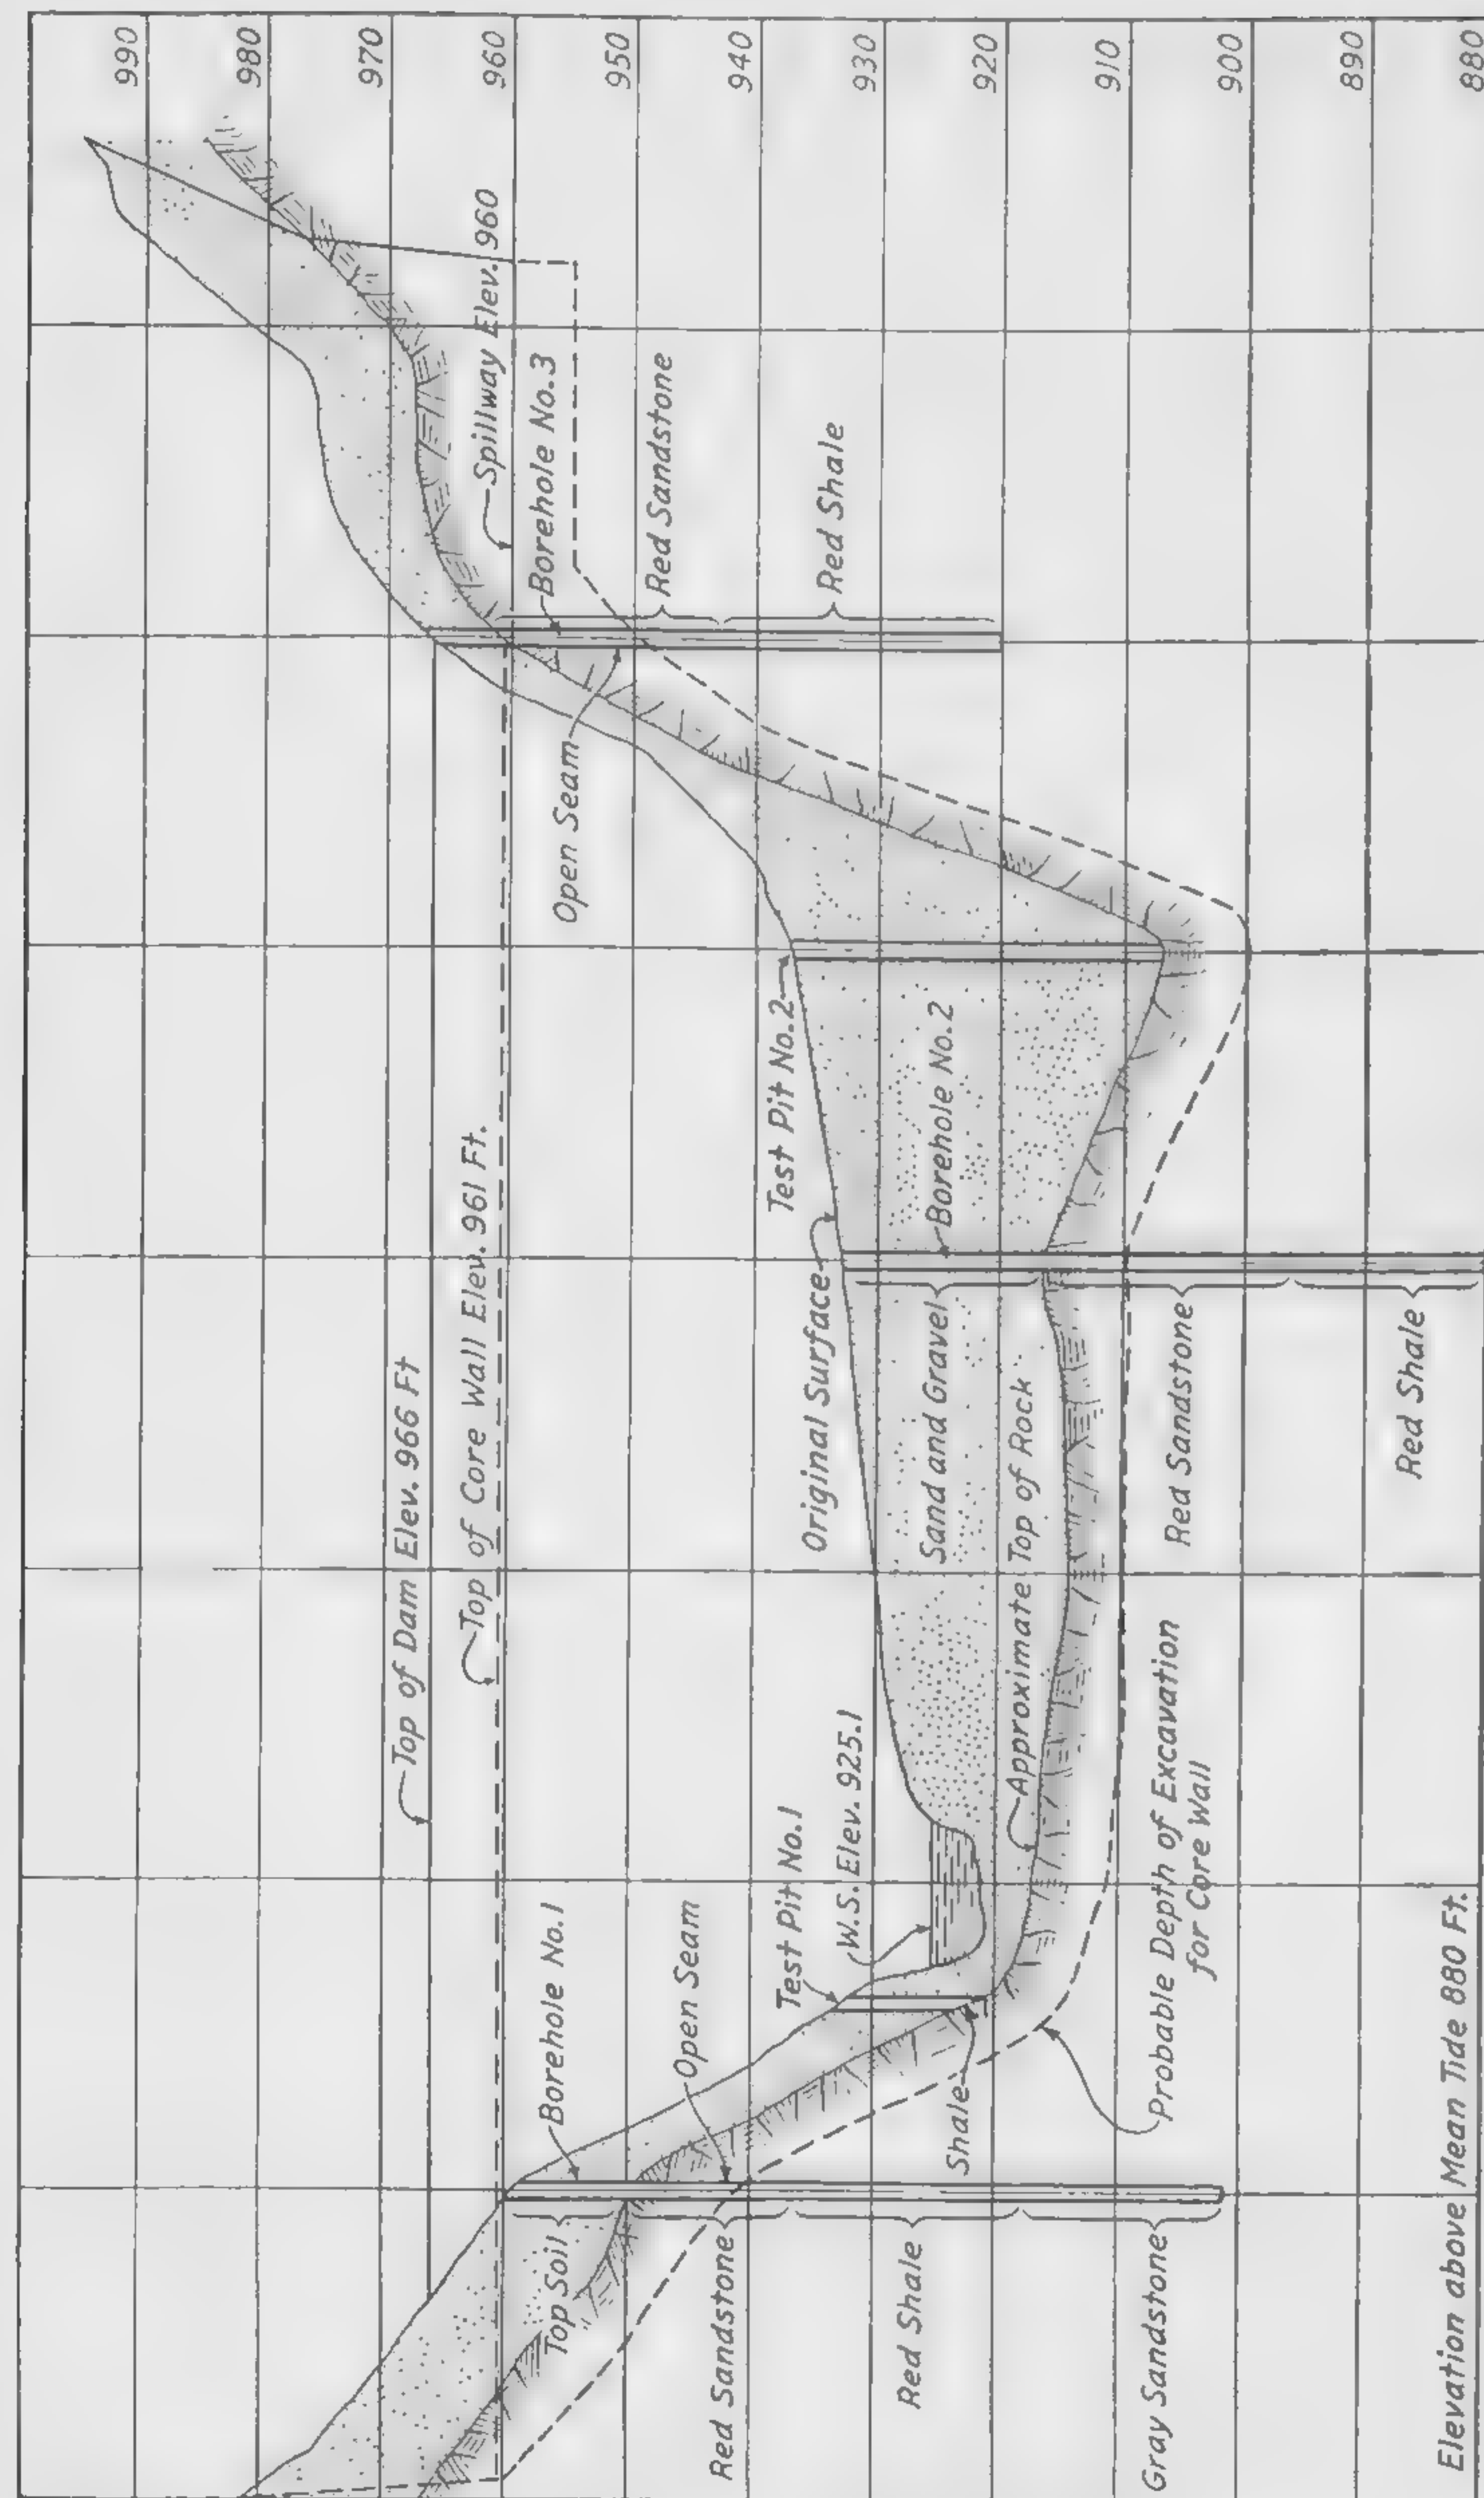 990
980
970
960
950
940
930
920
910
900
890
880
Spillway Elev. 960
Borehole No.3
Red Sandstone
Red Shale
Open Seam
Test Pit No.2
Borehole No.2
Top of Dam Elev. 966 Ft
Top of Core Wall Elev. 961 Ft.
Original Surface
Sand and Gravel
Approximate Top of Rock
Red Sandstone
Red Shale
W.S. Elev. 925.1
Test Pit No.1
Borehole No.1
Open Seam
Shale
Probable Depth of Excavation
for Core Wall
Top Soil
Red Sandstone
Red Shale
Gray Sandstone
Elevation above Mean Tide 880 Ft.